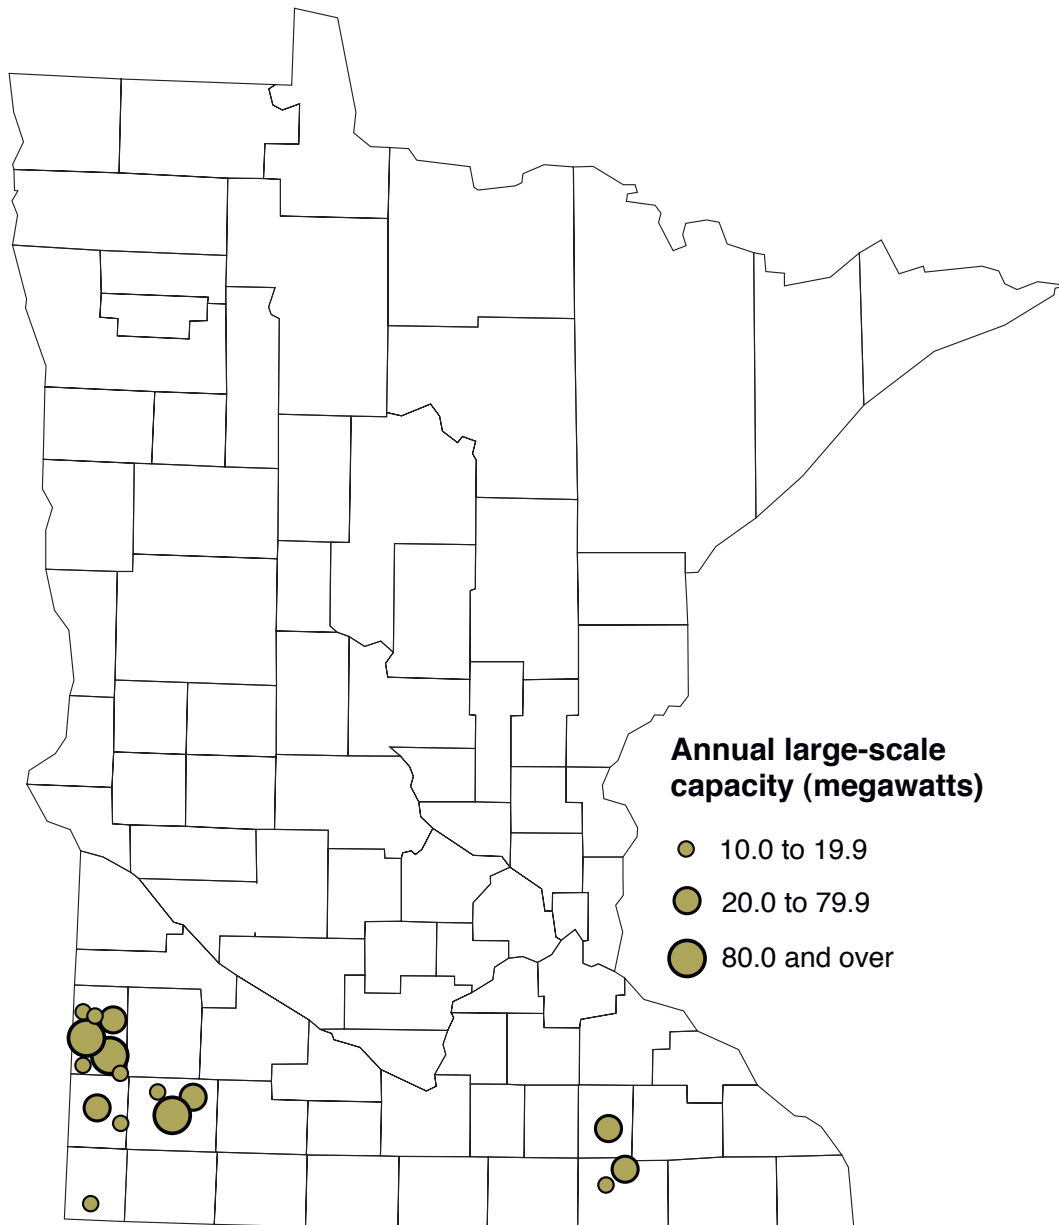 Annual large-scale
capacity (megawatts)
10.0 to 19.9
20.0 to 79.9
80.0 and over